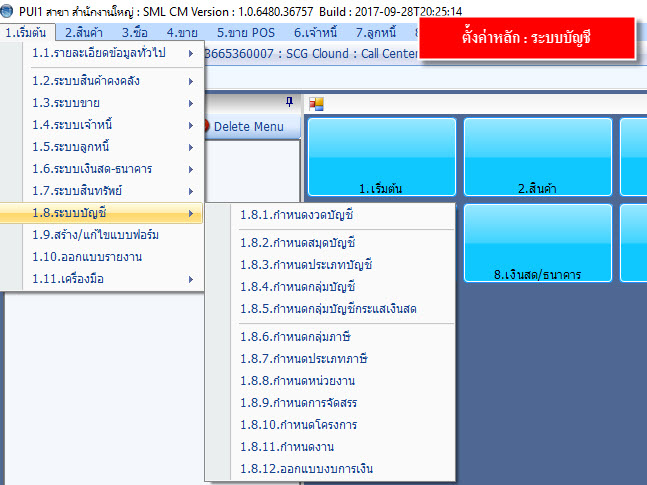 PUI1 สาขา สำนักงานใหญ่ : SML CM Version : 1.0.6480.36757 Build : 2017-09-28T20:25:14
1.เริ่มต้น 2.สินค้า 3.ซื้อ 4.ขาย 5.ขาย POS 6.เจ้าหนี้ 7.ลูกหนี้
ตั้งค่าหลัก : ระบบบัญชี
3665360007 : SCG Clound : Call Center
1.1.รายละเอียดข้อมูลทั่วไป
1.2.ระบบสินค้าคงคลัง
1.3.ระบบขาย
1.4.ระบบเจ้าหนี้
1.5.ระบบลูกหนี้
1.6.ระบบเงินสด-ธนาคาร
1.7.ระบบสินทรัพย์
1.8.ระบบบัญชี
1.9.สร้าง/แก้ไขแบบฟอร์ม
1.10.ออกแบบรายงาน
1.11.เครื่องมือ
Delete Menu
1.8.1.กำหนดงวดบัญชี
1.8.2.กำหนดสมุดบัญชี
1.8.3.กำหนดประเภทบัญชี
1.8.4.กำหนดกลุ่มบัญชี
1.8.5.กำหนดกลุ่มบัญชีกระแสเงินสด
1.8.6.กำหนดกลุ่มภาษี
1.8.7.กำหนดประเภทภาษี
1.8.8.กำหนดหน่วยงาน
1.8.9.กำหนดการจัดสรร
1.8.10.กำหนดโครงการ
1.8.11.กำหนดงาน
1.8.12.ออกแบบงบการเงิน
1.เริ่มต้น
2.สินค้า
8.เงินสด/ธนาคาร